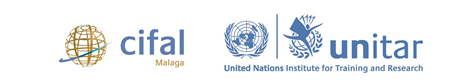 cifal
Malaga
unitar
United Nations Institute for Training and Research